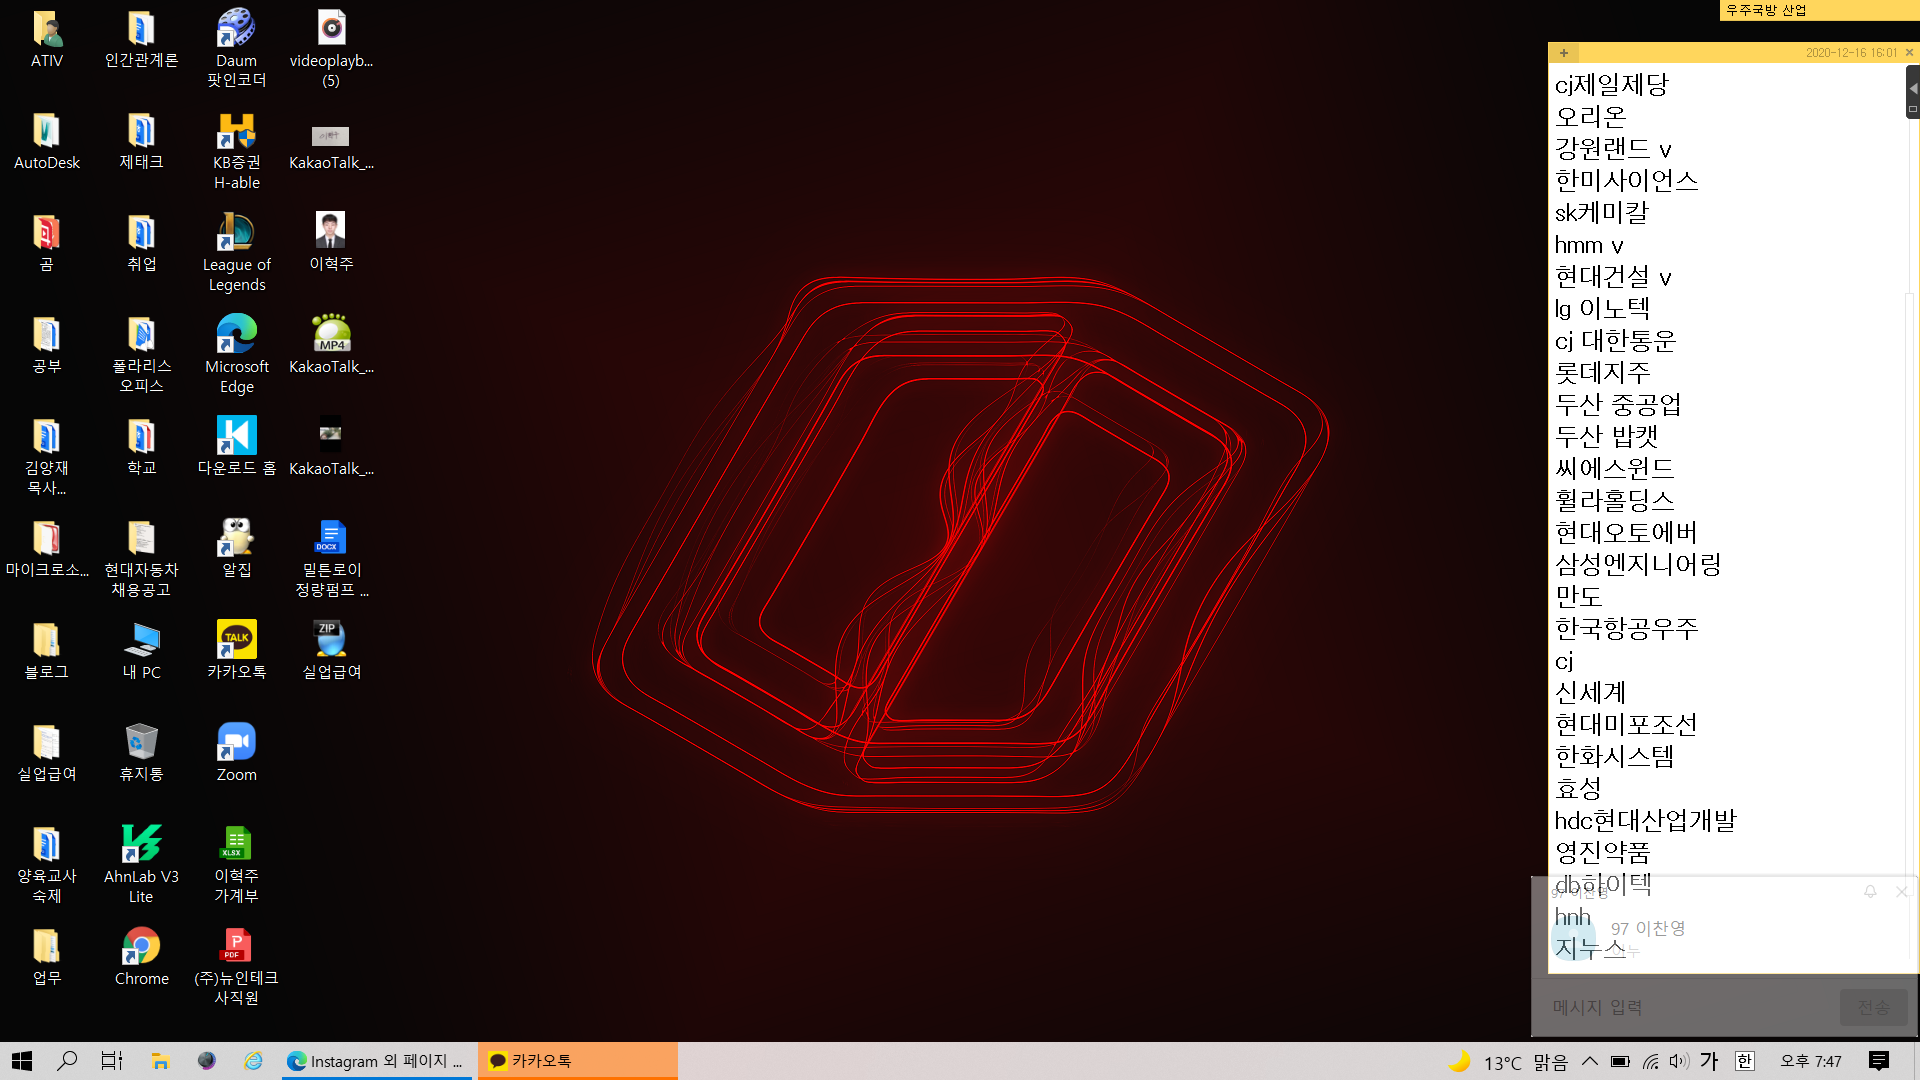 ATIV
인간관계론
Daum
팟인코더
videoplayb...
(5)
AutoDesk
제태크
KB증권
H-able
KakaoTalk_...
곰
취업
League of
Legends
이혁주
공부
폴라리스
오피스
Microsoft
Edge
MP4
KakaoTalk_...
김양재
목사...
학교
다운로드 홈
KakaoTalk_...
마이크로소...
현대자동차
채용공고
알집
DOCX
밀튼로이
정량펌프 ...
블로그
내 PC
TALK
카카오톡
ZIP
실업급여
실업급여
휴지통
Zoom
양육교사
숙제
AhnLab V3
Lite
XLSX
이혁주
가계부
업무
Chrome
PDF
(주)뉴인테크
사직원
우주국방 산업
2020-12-16 16:01
cj제일제당
오리온
강원랜드 v
한미사이언스
sk케미칼
hmm v
현대건설 v
lg 이노텍
cj 대한통운
롯데지주
두산 중공업
두산 밥캣
씨에스윈드
휠라홀딩스
현대오토에버
삼성엔지니어링
만도
한국항공우주
cj
신세계
현대미포조선
한화시스템
효성
hdc현대산업개발
영진약품
db하이텍
hnh
지누스
97 이찬영
97 이찬영
메시지 입력
전송
Instagram 외 페이지 ...
카카오톡
13°C 맑음
가
한
오후 7:47